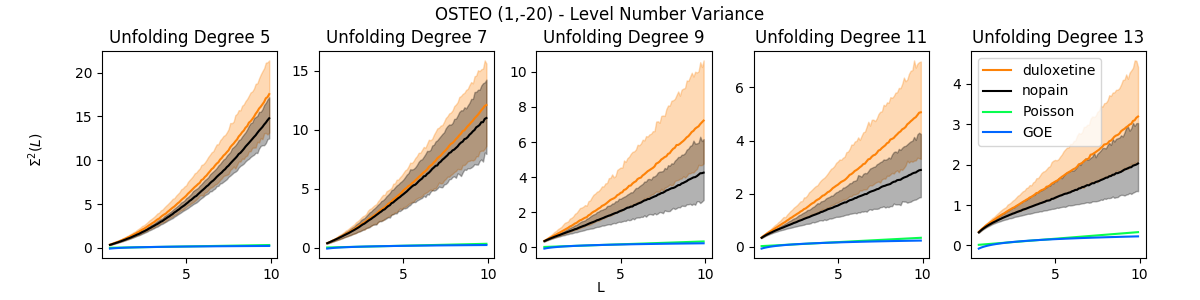 OSTEO (1,-20) - Level Number Variance
Unfolding Degree 5
Unfolding Degree 7
Unfolding Degree 9
Unfolding Degree 11
Unfolding Degree 13
Σ²(L)
20
15
10
5
0
5
10
15
10
5
0
5
10
10
8
6
4
2
0
5
10
6
4
2
0
5
10
4
3
2
1
0
5
10
duloxetine
nopain
Poisson
GOE
L